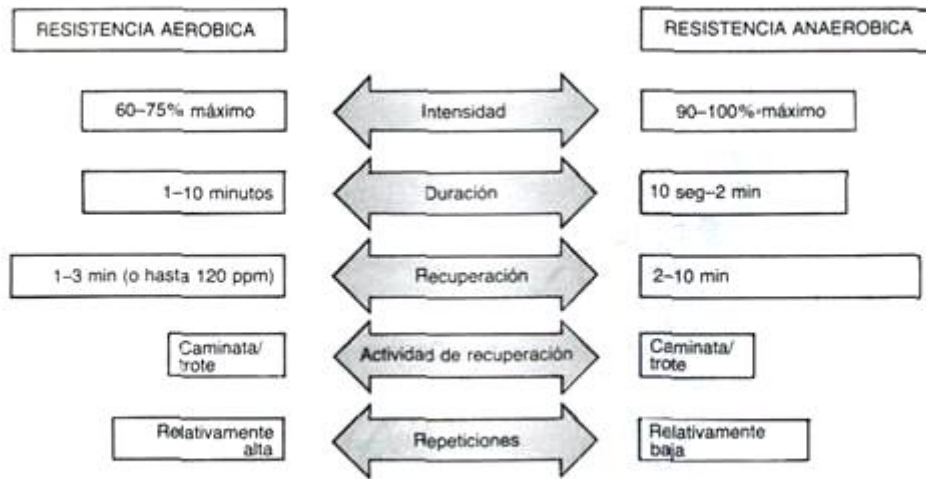 RESISTENCIA AEROBICA
RESISTENCIA ANAEROBICA
60–75% máximo
Intensidad
90–100% máximo
1–10 minutos
Duración
10 seg–2 min
1–3 min (o hasta 120 ppm)
Recuperación
2–10 min
Caminata/
trote
Actividad de recuperación
Caminata/
trote
Relativamente
alta
Repeticiones
Relativamente
baja